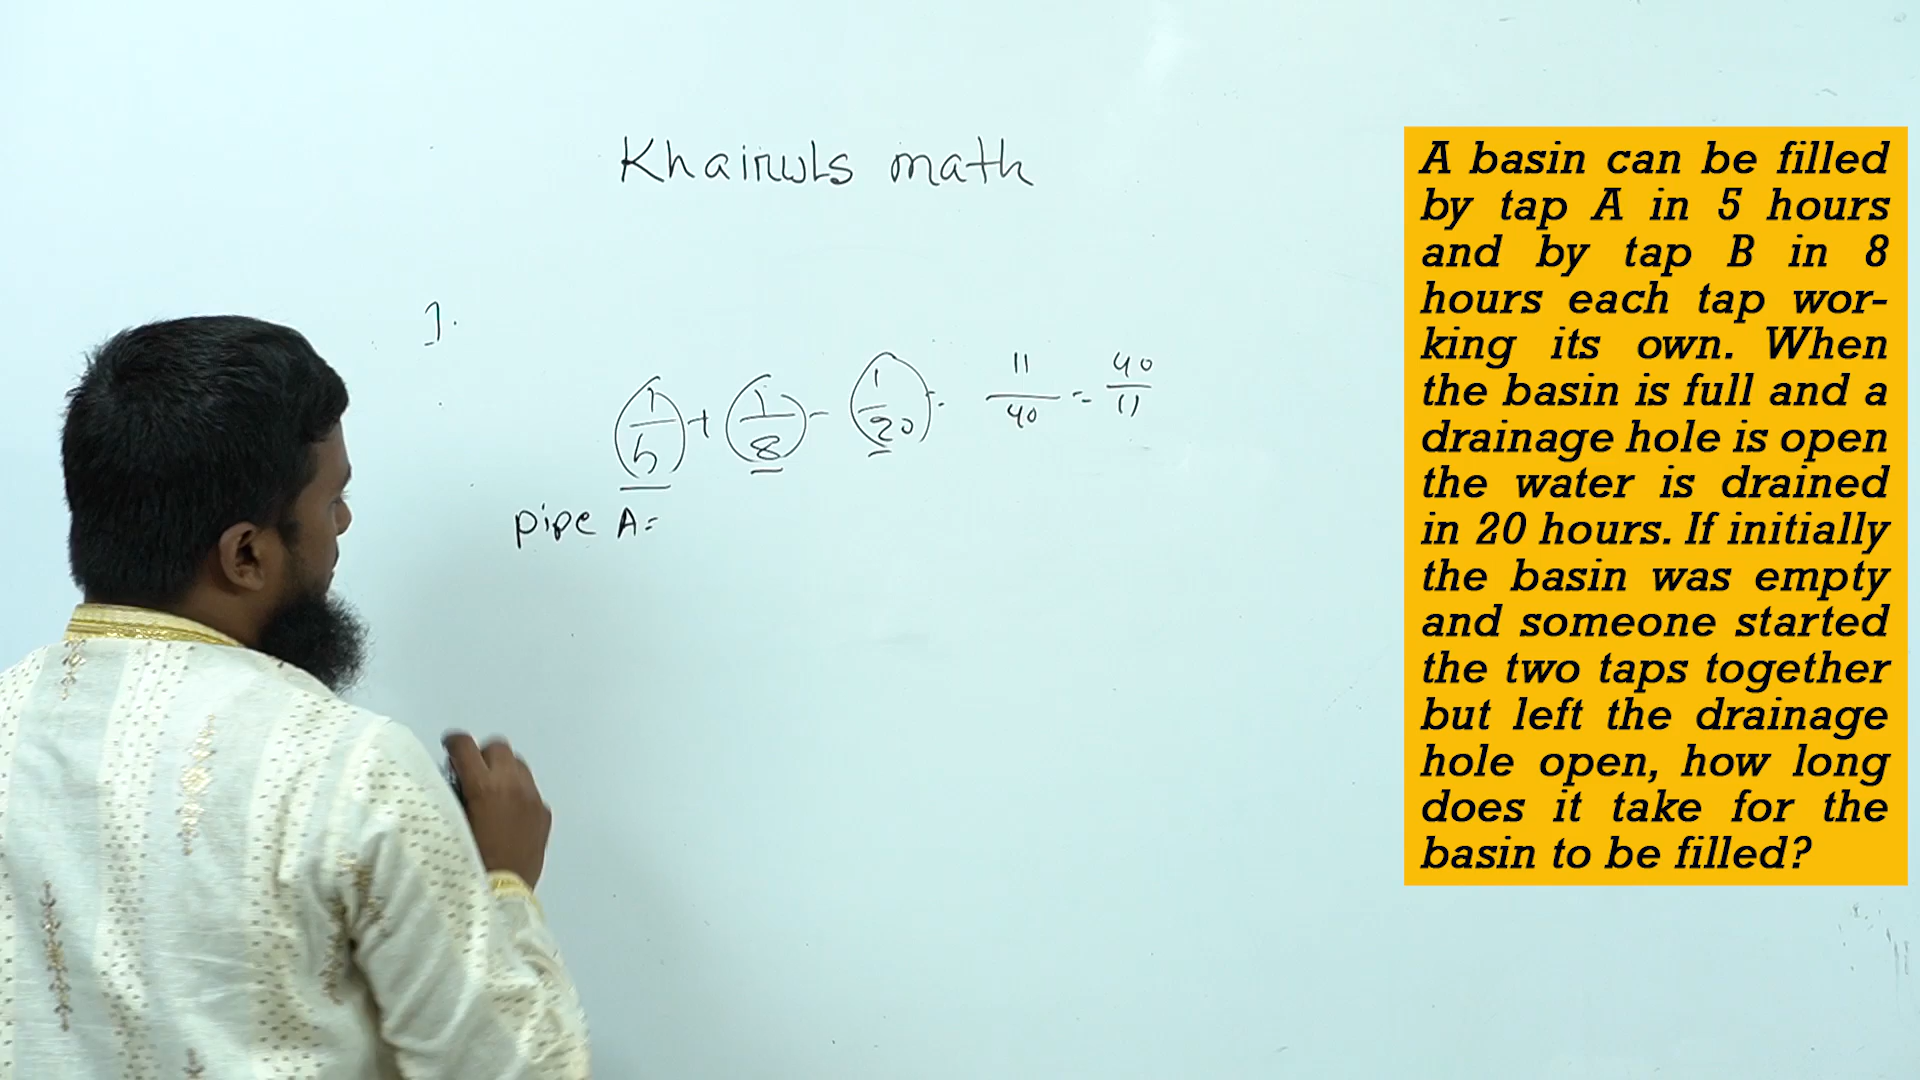 Khairuls math
1.
1/5 + 1/8 - 1/20 = 11/40 = 40/11
pipe A=
A basin can be filled
by tap A in 5 hours
and by tap B in 8
hours each tap wor-
king its own. When
the basin is full and a
drainage hole is open
the water is drained
in 20 hours. If initially
the basin was empty
and someone started
the two taps together
but left the drainage
hole open, how long
does it take for the
basin to be filled?